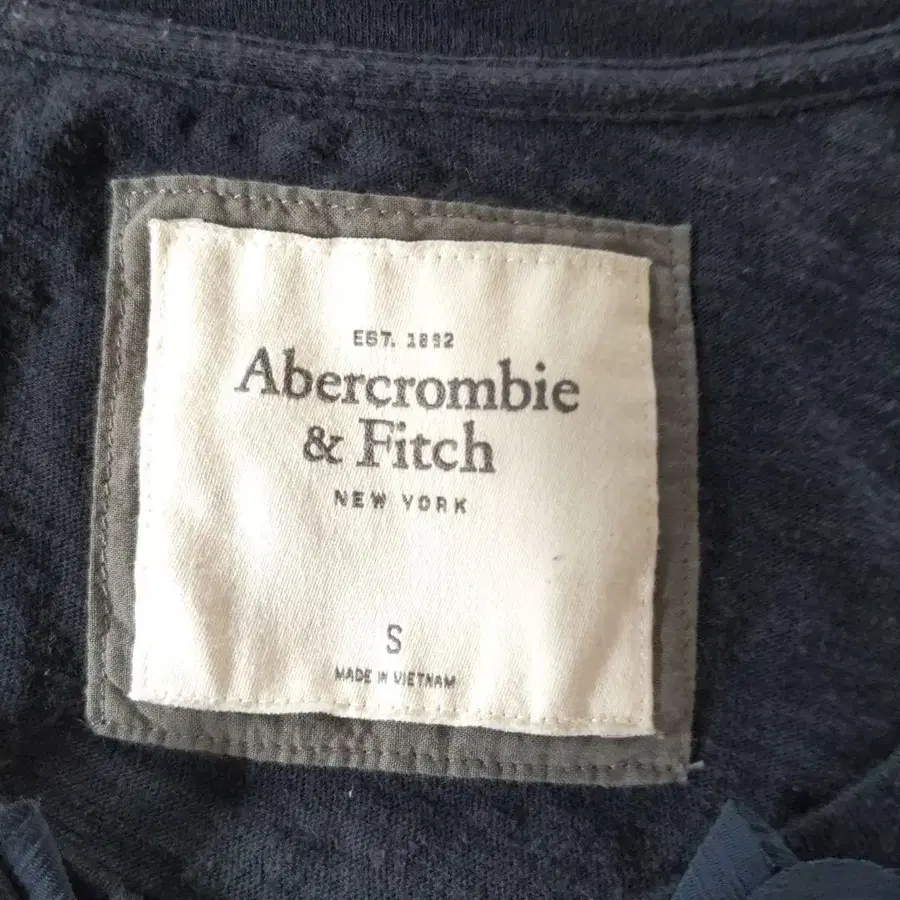 EST. 1892
Abercrombie
& Fitch
NEW YORK
S
MADE IN VIETNAM